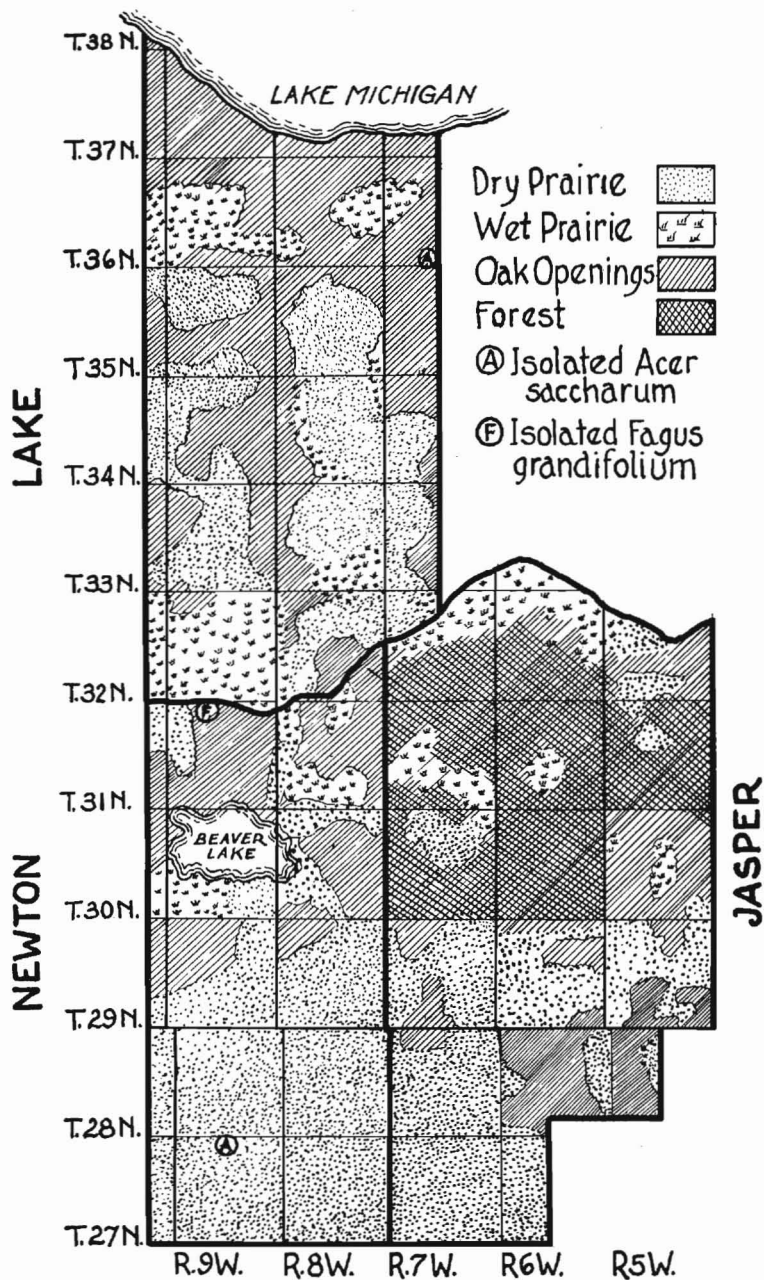 T.38 N.
LAKE MICHIGAN
T.37 N.
Dry Prairie
Wet Prairie
T.36 N.
A
Oak Openings
Forest
T35 N.
A Isolated Acer
saccharum
F Isolated Fagus
grandifolium
LAKE
T.34 N.
T.33 N.
T.32 N.
F
T.31 N.
BEAVER
LAKE
JASPER
NEWTON
T.30 N.
T.29 N.
T.28 N.
A
T.27 N.
R.9W. R.8W. R.7W. R6W. R5W.